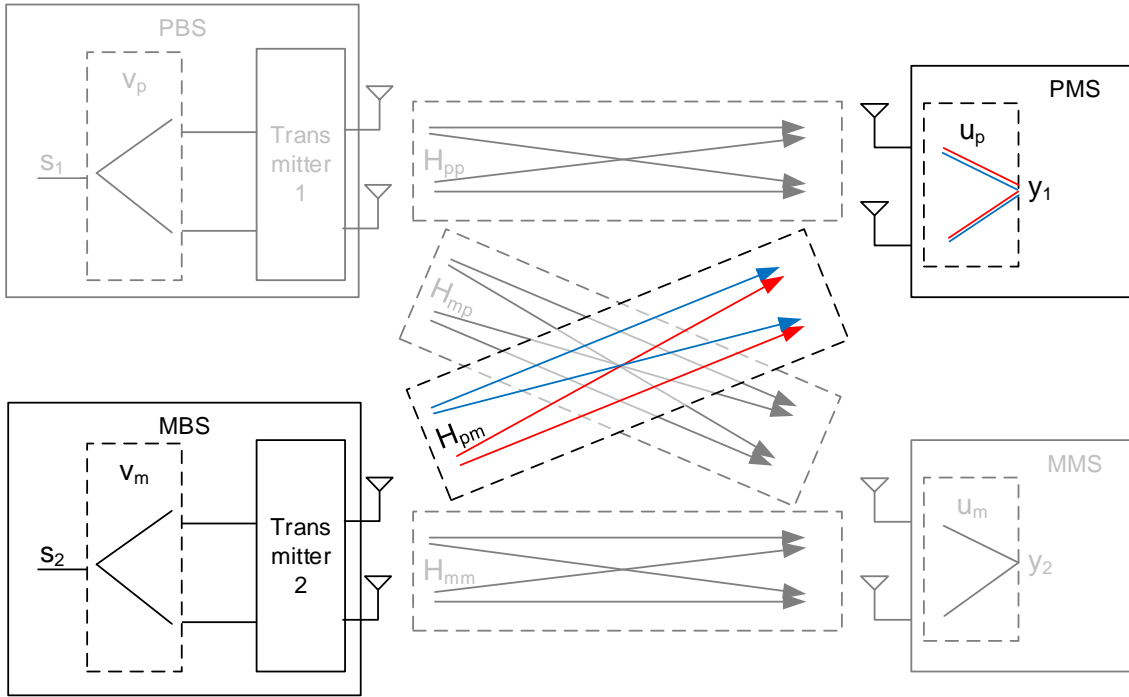 PBS
v_p
s_1
Trans
mitter
1
H_pp
PMS
u_p
y_1
H_mp
H_pm
MBS
v_m
s_2
Trans
mitter
2
H_mm
MMS
u_m
y_2